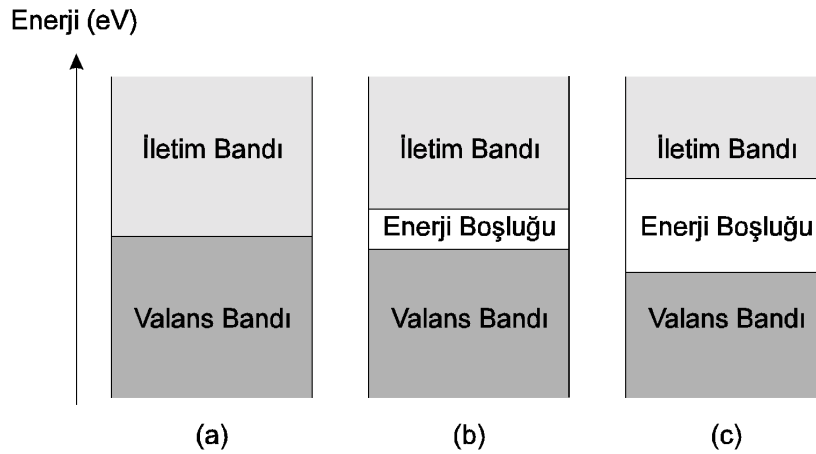 Enerji (eV)
İletim Bandı
İletim Bandı
İletim Bandı
Enerji Boşluğu
Enerji Boşluğu
Valans Bandı
Valans Bandı
Valans Bandı
(a)
(b)
(c)